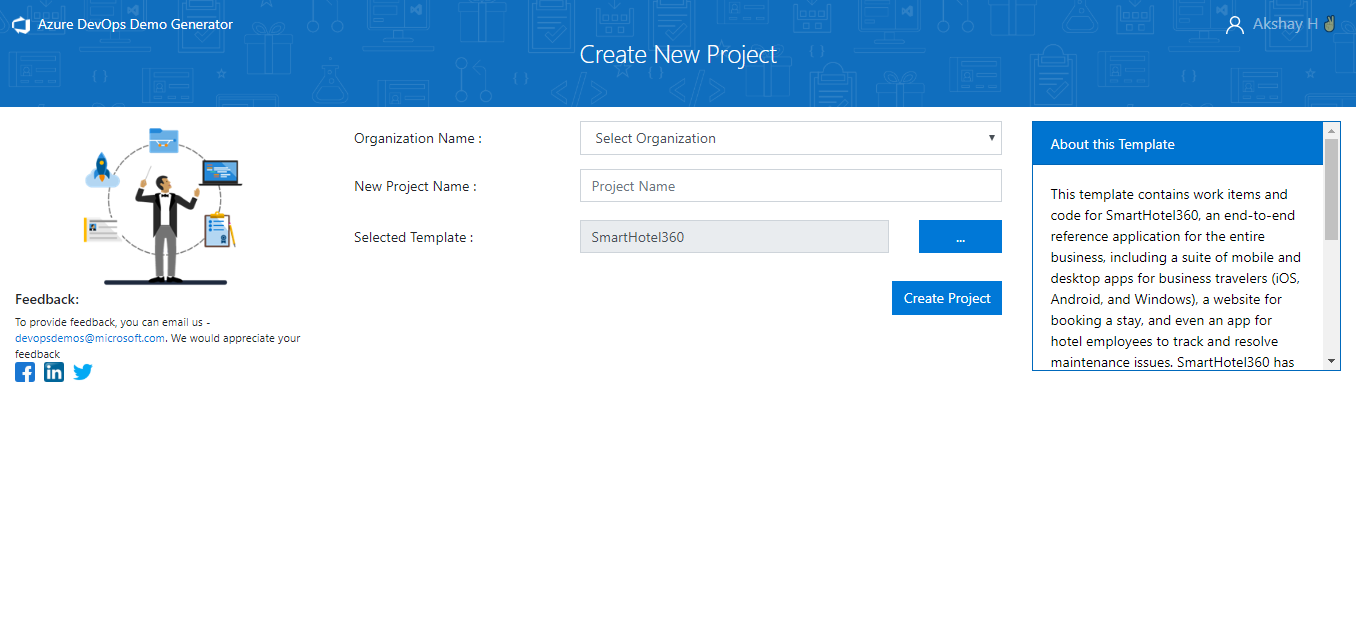 Azure DevOps Demo Generator
Akshay H ✌
Create New Project
Organization Name :
Select Organization
New Project Name :
Project Name
Selected Template :
SmartHotel360
...
Create Project
About this Template
This template contains work items and
code for SmartHotel360, an end-to-end
reference application for the entire
business, including a suite of mobile and
desktop apps for business travelers (iOS,
Android, and Windows), a website for
booking a stay, and even an app for
hotel employees to track and resolve
maintenance issues. SmartHotel360 has
Feedback:
To provide feedback, you can email us -
devopsdemos@microsoft.com. We would appreciate your
feedback